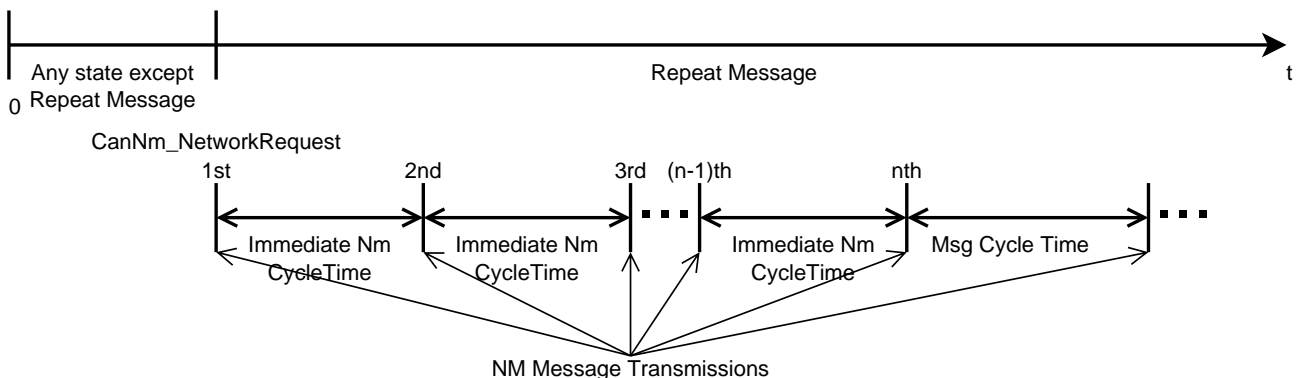 Any state except
Repeat Message
Repeat Message
t
0
CanNm_NetworkRequest
1st
2nd
3rd
(n-1)th
nth
Immediate Nm
CycleTime
Immediate Nm
CycleTime
Immediate Nm
CycleTime
Msg Cycle Time
NM Message Transmissions